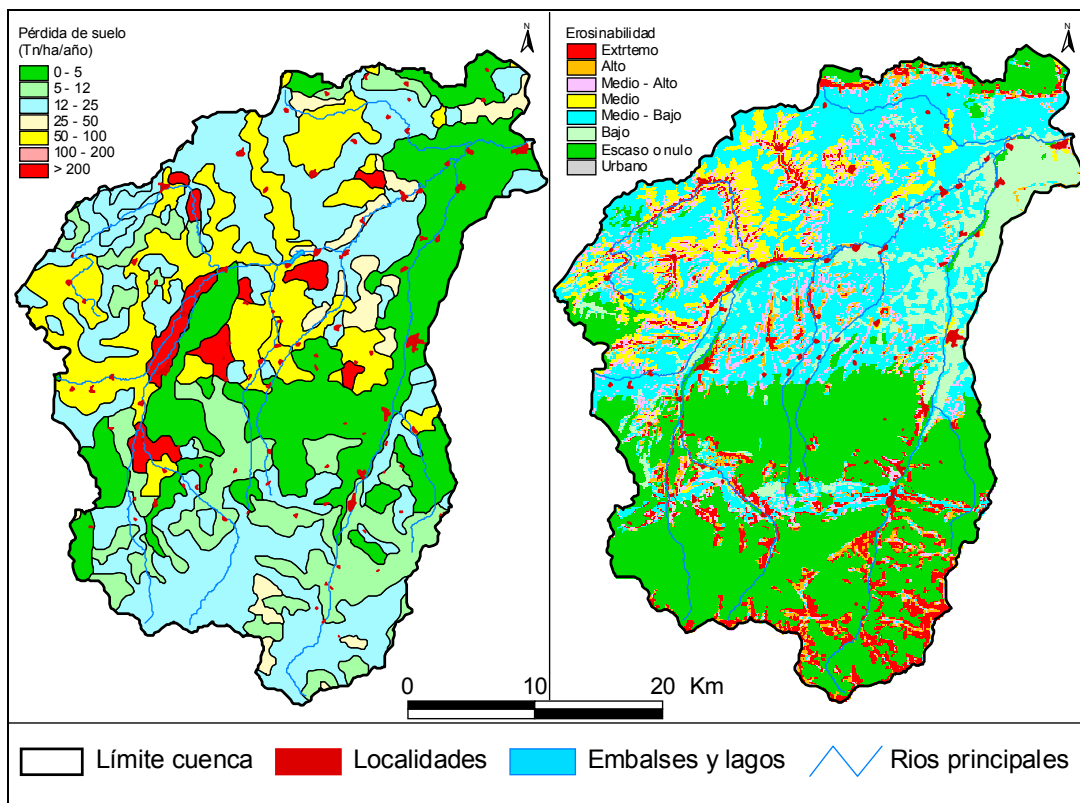 Pérdida de suelo
(Tn/ha/año)
0 - 5
5 - 12
12 - 25
25 - 50
50 - 100
100 - 200
> 200
N
Erosinabilidad
Extrtemo
Alto
Medio - Alto
Medio
Medio - Bajo
Bajo
Escaso o nulo
Urbano
N
0 10 20 Km
Límite cuenca
Localidades
Embalses y lagos
Rios principales